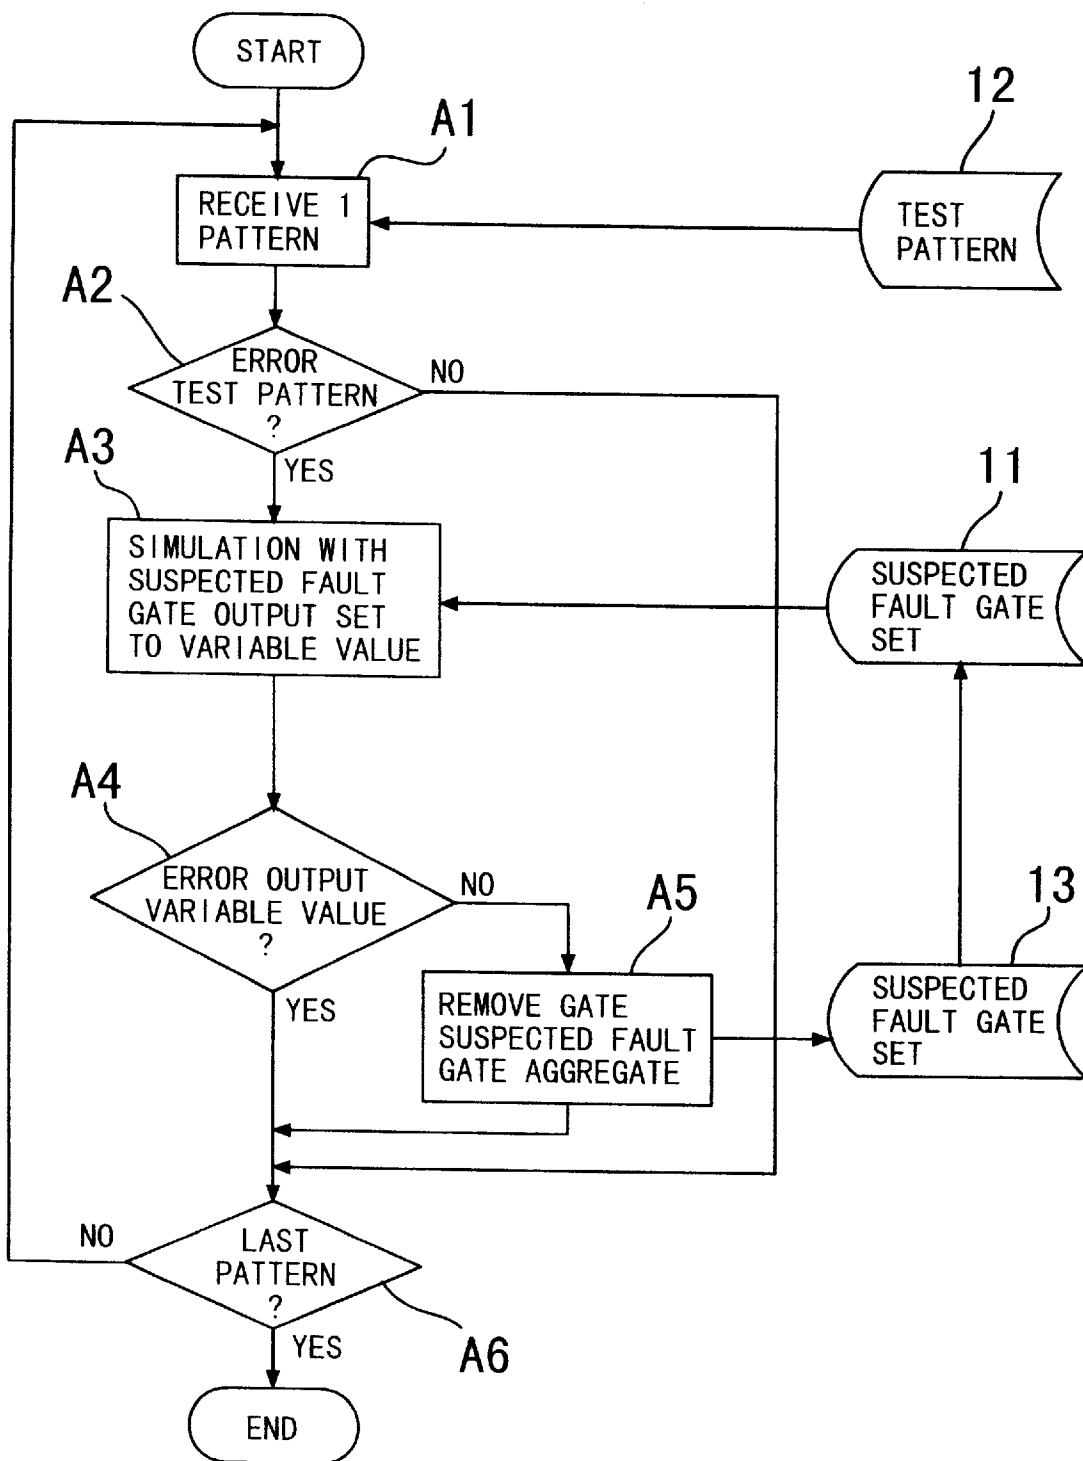 START
12
A1
RECEIVE 1
PATTERN
TEST
PATTERN
A2
ERROR
TEST PATTERN
?
NO
YES
A3
11
SIMULATION WITH
SUSPECTED FAULT
GATE OUTPUT SET
TO VARIABLE VALUE
SUSPECTED
FAULT GATE
SET
A4
ERROR OUTPUT
VARIABLE VALUE
?
NO
YES
A5
13
REMOVE GATE
SUSPECTED FAULT
GATE AGGREGATE
SUSPECTED
FAULT GATE
SET
NO
LAST
PATTERN
?
YES
A6
END